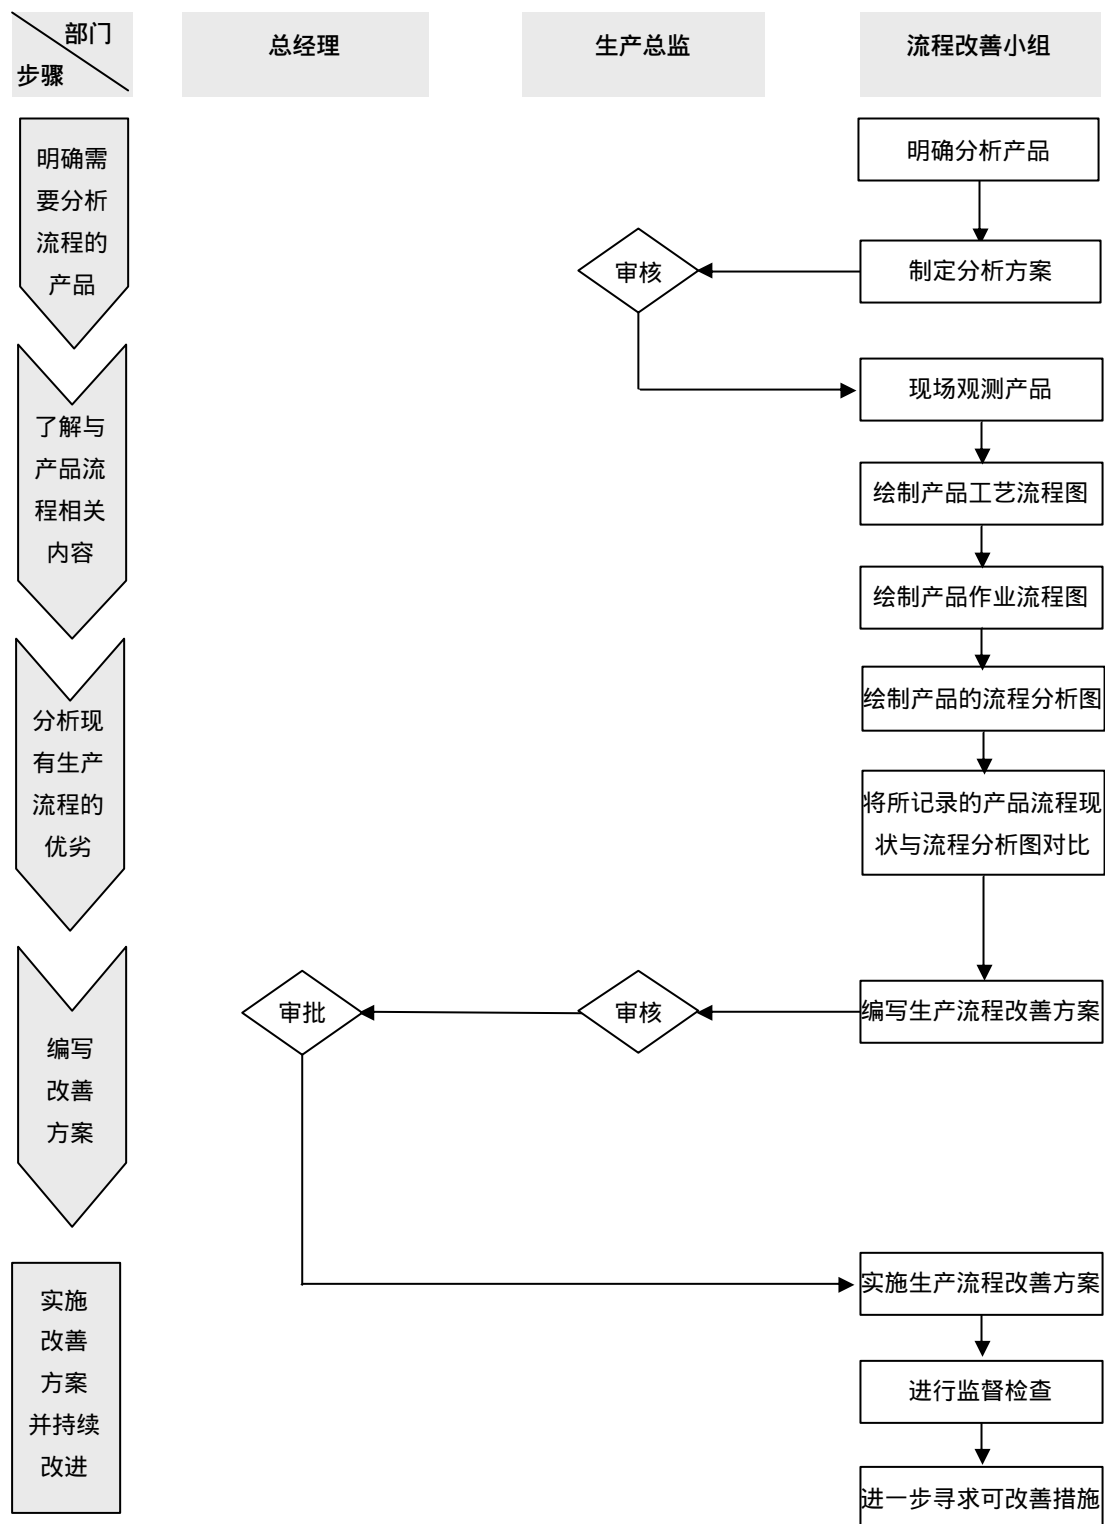 部门
步骤
总经理
生产总监
流程改善小组
明确需
要分析
流程的
产品
明确分析产品
审核
制定分析方案
现场观测产品
了解与
产品流
程相关
内容
绘制产品工艺流程图
绘制产品作业流程图
分析现
有生产
流程的
优劣
绘制产品的流程分析图
将所记录的产品流程现
状与流程分析图对比
编写
改善
方案
审批
审核
编写生产流程改善方案
实施
改善
方案
并持续
改进
实施生产流程改善方案
进行监督检查
进一步寻求可改善措施